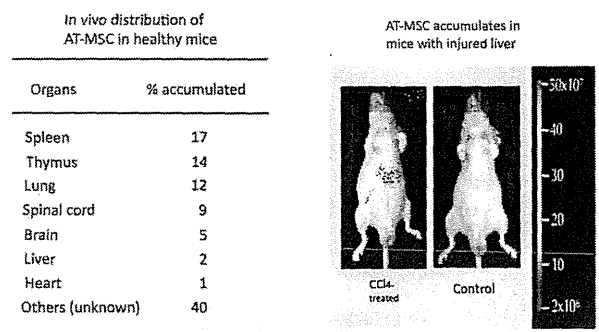 In vivo distribution of
AT-MSC in healthy mice
Organs % accumulated
Spleen 17
Thymus 14
Lung 12
Spinal cord 9
Brain 5
Liver 2
Heart 1
Others (unknown) 40
AT-MSC accumulates in
mice with injured liver
50x10⁷
40
30
20
10
2x10⁶
CCl4-
treated
Control